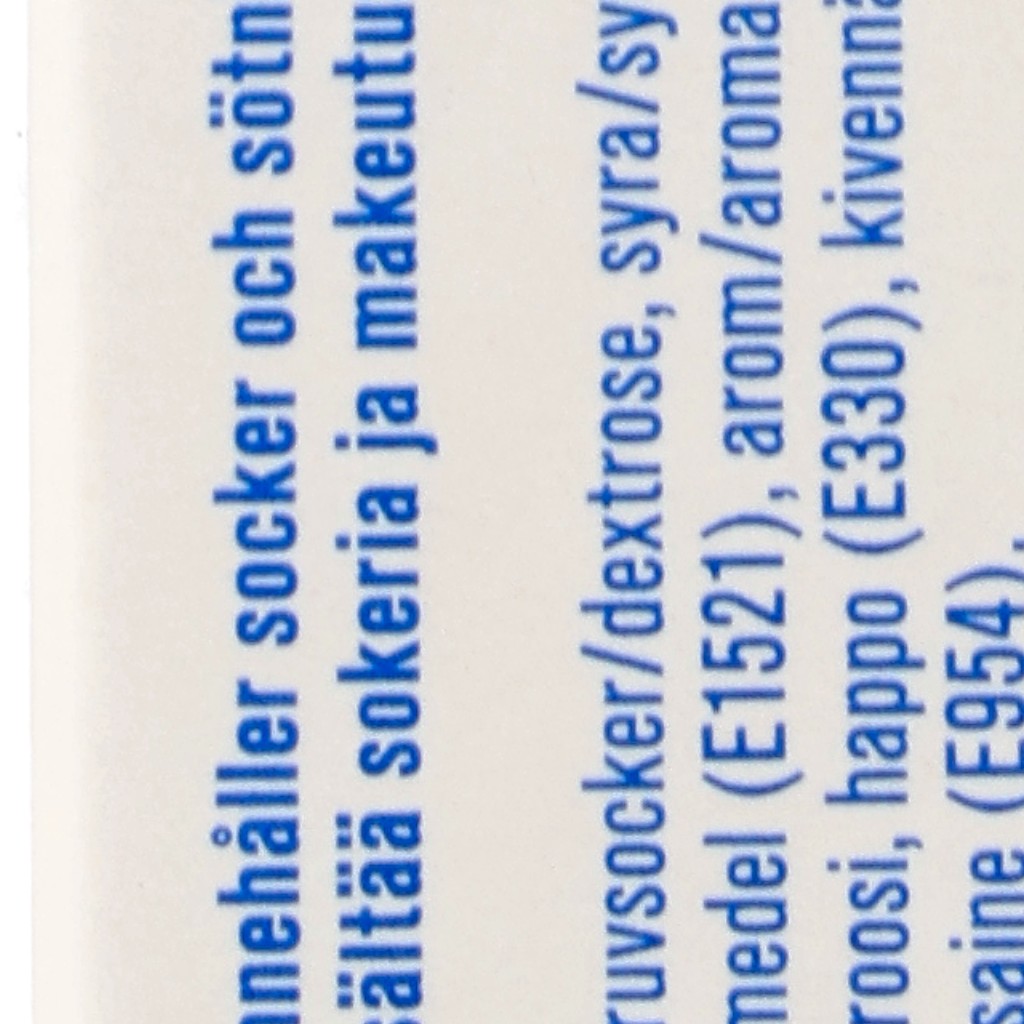 nnehåller socker och sötn
sältää sokeria ja makeutu
ruvsocker/dextrose, syra/sy
medel (E1521), arom/aroma
roosi, happo (E330), kivennä
saine (E954).